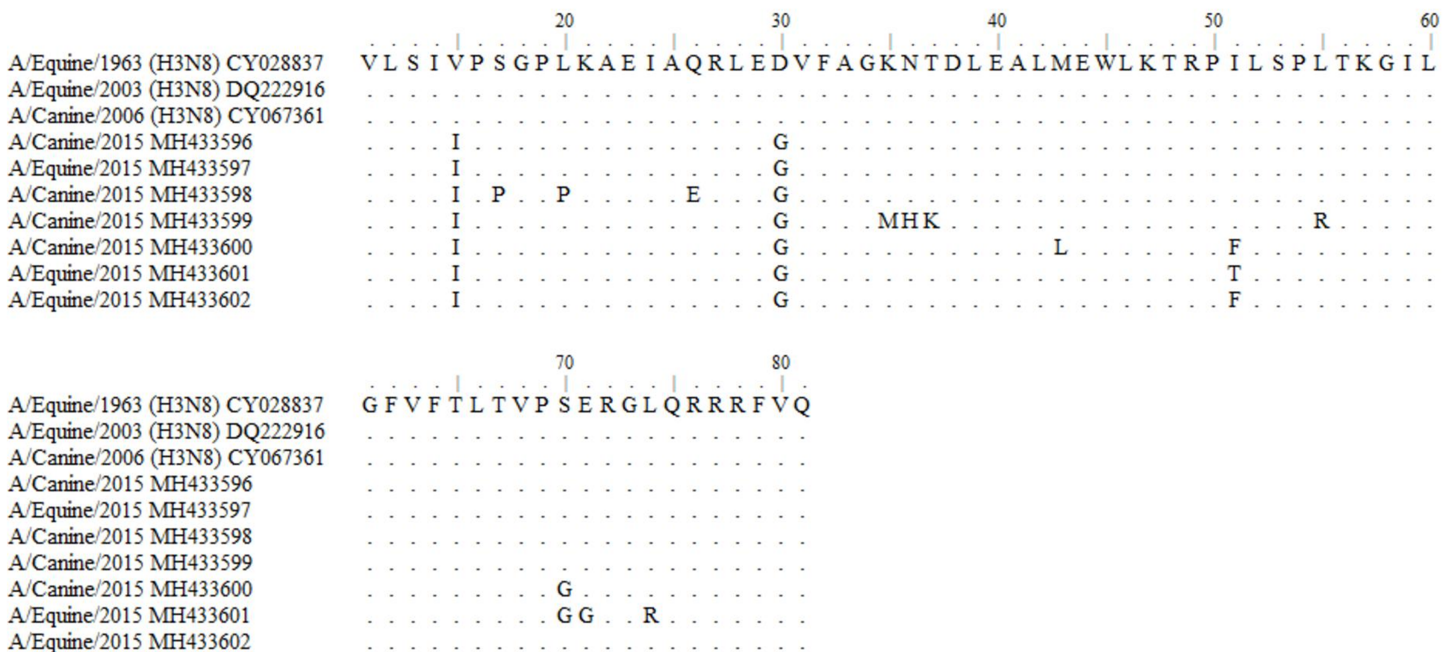 20 30 40 50 60
. . . . | . . . . | . . . . | . . . . | . . . . | . . . . | . . . . | . . . . | . . . . | . . . . |
A/Equine/1963 (H3N8) CY028837 V L S I V P S G P L K A E I A Q R L E D V F A G K N T D L E A L M E W L K T R P I L S P L T K G I L
A/Equine/2003 (H3N8) DQ222916 . . . . . . . . . . . . . . . . . . . . . . . . . . . . . . . . . . . . . . . . . . . . . . . . . .
A/Canine/2006 (H3N8) CY067361 . . . . . . . . . . . . . . . . . . . . . . . . . . . . . . . . . . . . . . . . . . . . . . . . . .
A/Canine/2015 MH433596 . . . . I . . . . . . . . . . . . . . G . . . . . . . . . . . . . . . . . . . . . . . . . . . . . .
A/Equine/2015 MH433597 . . . . I . . . . . . . . . . . . . . G . . . . . . . . . . . . . . . . . . . . . . . . . . . . . .
A/Canine/2015 MH433598 . . . . I . P . . P . . . . . E . . . G . . . . . . . . . . . . . . . . . . . . . . . . . . . . . .
A/Canine/2015 MH433599 . . . . I . . . . . . . . . . . . . . G . . . . M H K . . . . . . . . . . . . . . . . . R . . . . .
A/Canine/2015 MH433600 . . . . I . . . . . . . . . . . . . . G . . . . . . . . . . . . L . . . . . . . F . . . . . . . . .
A/Equine/2015 MH433601 . . . . I . . . . . . . . . . . . . . G . . . . . . . . . . . . . . . . . . . . T . . . . . . . . .
A/Equine/2015 MH433602 . . . . I . . . . . . . . . . . . . . G . . . . . . . . . . . . . . . . . . . . F . . . . . . . . .
70 80
. . . . | . . . . | . . . . | . . . . | .
A/Equine/1963 (H3N8) CY028837 G F V F T L T V P S E R G L Q R R R F V Q
A/Equine/2003 (H3N8) DQ222916 . . . . . . . . . . . . . . . . . . . . .
A/Canine/2006 (H3N8) CY067361 . . . . . . . . . . . . . . . . . . . . .
A/Canine/2015 MH433596 . . . . . . . . . . . . . . . . . . . . .
A/Equine/2015 MH433597 . . . . . . . . . . . . . . . . . . . . .
A/Canine/2015 MH433598 . . . . . . . . . . . . . . . . . . . . .
A/Canine/2015 MH433599 . . . . . . . . . . . . . . . . . . . . .
A/Canine/2015 MH433600 . . . . . . . . . G . . . . . . . . . . .
A/Equine/2015 MH433601 . . . . . . . . . G G . . R . . . . . . .
A/Equine/2015 MH433602 . . . . . . . . . . . . . . . . . . . . .